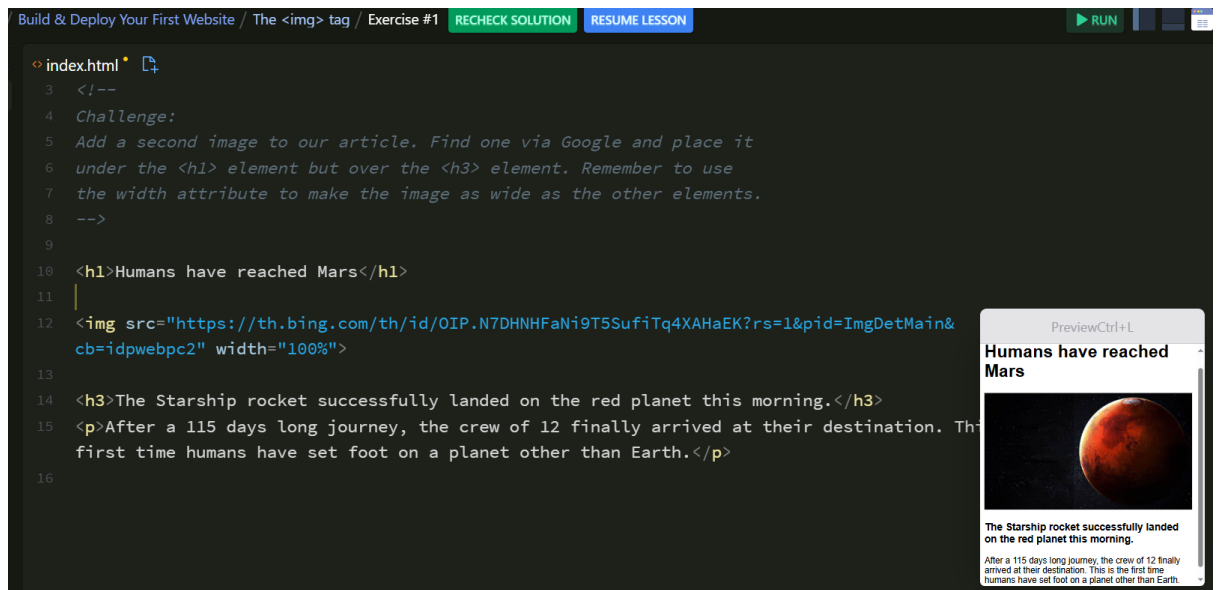 / Build & Deploy Your First Website / The <img> tag / Exercise #1 RECHECK SOLUTION RESUME LESSON RUN
<> index.html
3 <!--
4 Challenge:
5 Add a second image to our article. Find one via Google and place it
6 under the <h1> element but over the <h3> element. Remember to use
7 the width attribute to make the image as wide as the other elements.
8 -->
9
10 <h1>Humans have reached Mars</h1>
11
12 <img src="https://th.bing.com/th/id/OIP.N7DHNHFaNi9T5SufiTq4XAHaEK?rs=1&pid=ImgDetMain&
cb=idpwebpc2" width="100%">
13
14 <h3>The Starship rocket successfully landed on the red planet this morning.</h3>
15 <p>After a 115 days long journey, the crew of 12 finally arrived at their destination. Thi
first time humans have set foot on a planet other than Earth.</p>
16
PreviewCtrl+L
Humans have reached
Mars
The Starship rocket successfully landed
on the red planet this morning.
After a 115 days long journey, the crew of 12 finally
arrived at their destination. This is the first time
humans have set foot on a planet other than Earth.